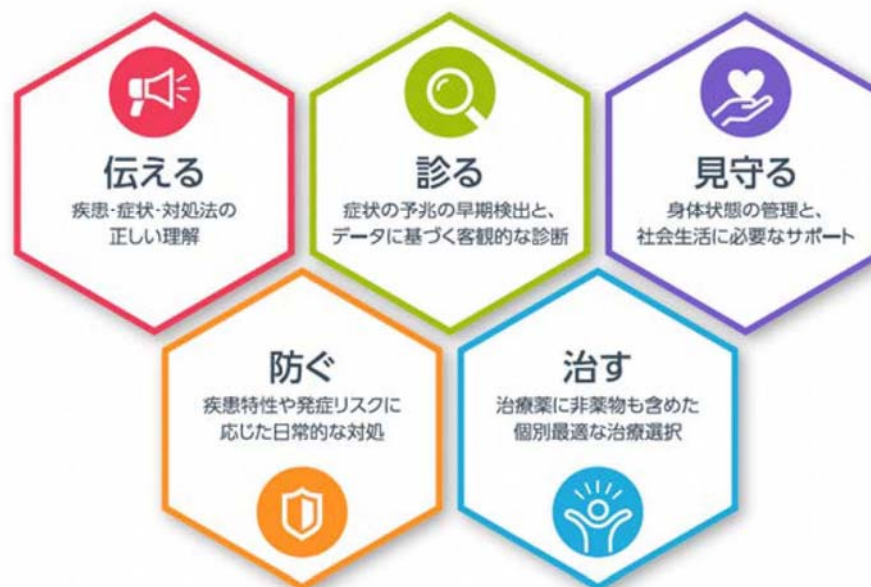 伝える
疾患・症状・対処法の
正しい理解
診る
症状の予兆の早期検出と、
データに基づく客観的な診断
見守る
身体状態の管理と、
社会生活に必要なサポート
防ぐ
疾患特性や発症リスクに
応じた日常的な対処
治す
治療薬に非薬物も含めた
個別最適な治療選択